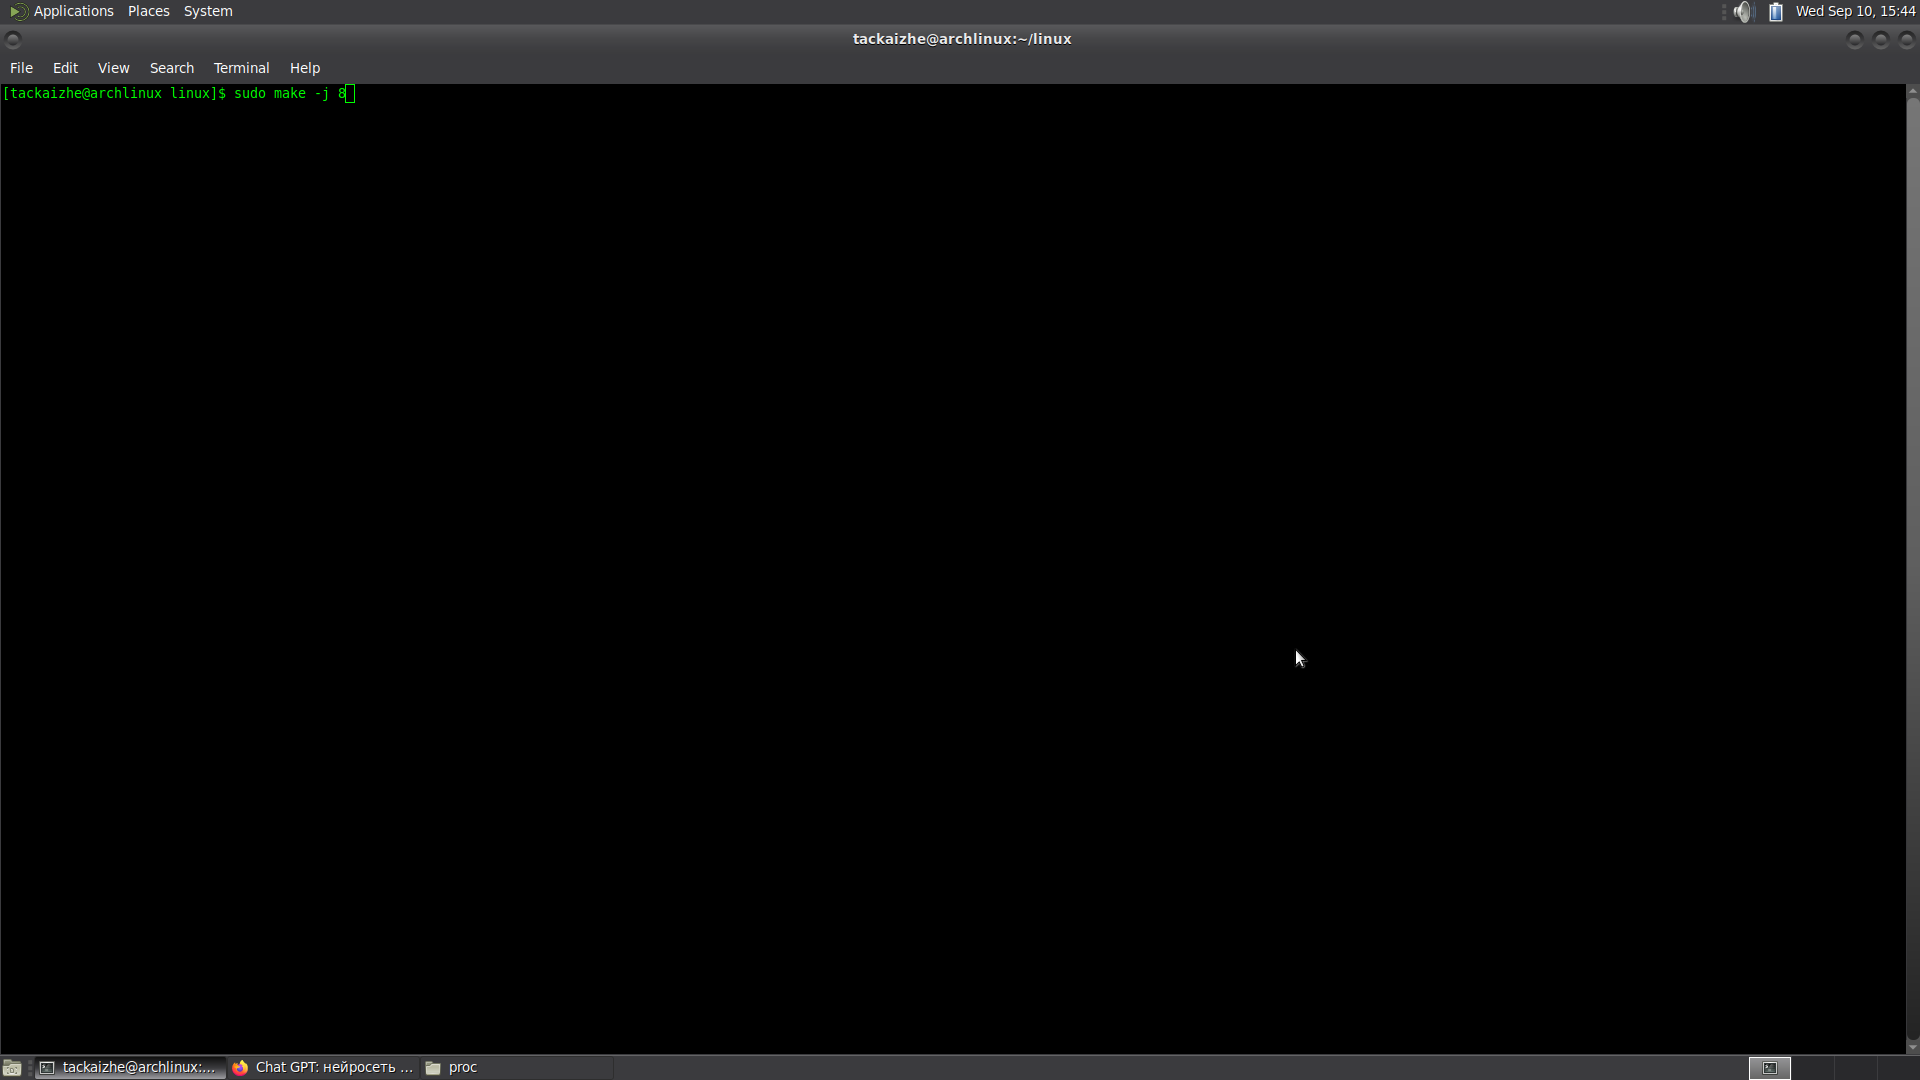 Applications Places System Wed Sep 10, 15:44
tackaizhe@archlinux:~/linux
File Edit View Search Terminal Help
[tackaizhe@archlinux linux]$ sudo make -j 8
tackaizhe@archlinux:... Chat GPT: нейросеть ... proc